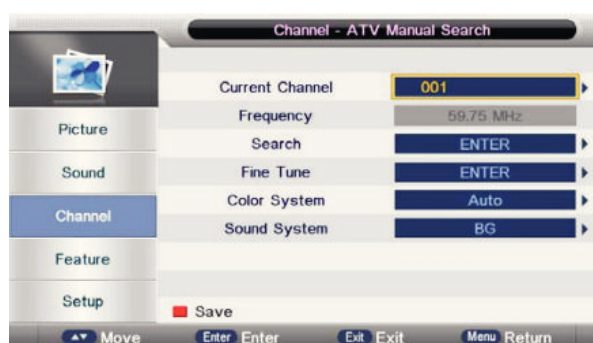 Channel - ATV Manual Search
Current Channel 001
Frequency 59.75 MHz
Search ENTER
Fine Tune ENTER
Color System Auto
Sound System BG
Picture
Sound
Channel
Feature
Setup
Save
Move Enter Enter Exit Exit Menu Return